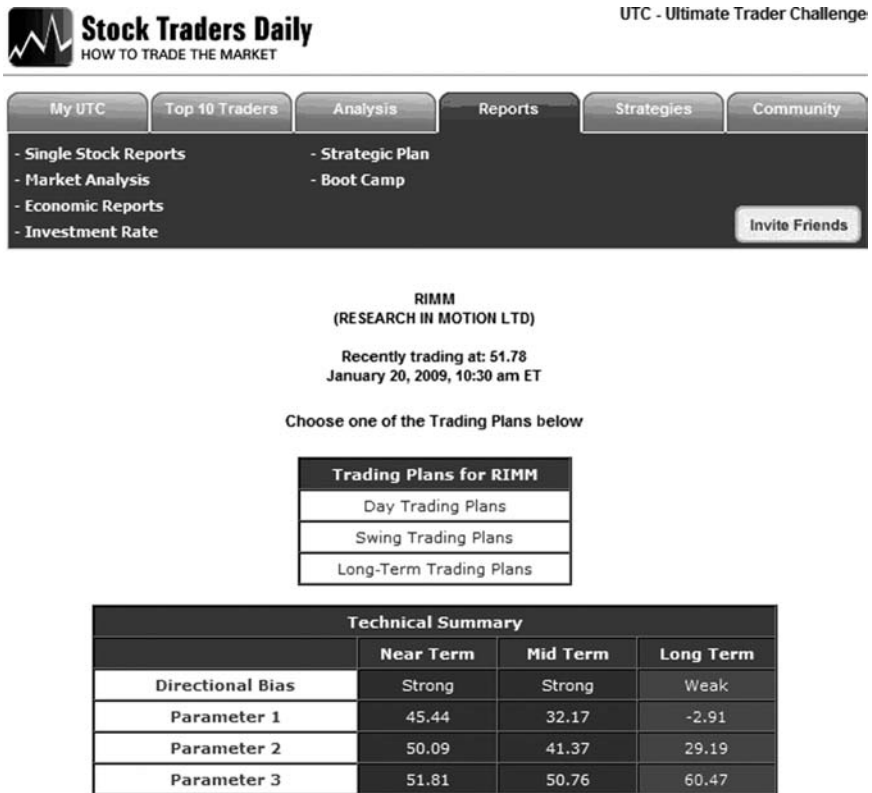 Stock Traders Daily
HOW TO TRADE THE MARKET
UTC - Ultimate Trader Challenge
My UTC Top 10 Traders Analysis Reports Strategies Community
- Single Stock Reports - Strategic Plan
- Market Analysis - Boot Camp
- Economic Reports
- Investment Rate
Invite Friends
RIMM
(RESEARCH IN MOTION LTD)
Recently trading at: 51.78
January 20, 2009, 10:30 am ET
Choose one of the Trading Plans below
Trading Plans for RIMM
Day Trading Plans
Swing Trading Plans
Long-Term Trading Plans
Technical Summary
Near Term Mid Term Long Term
Directional Bias Strong Strong Weak
Parameter 1 45.44 32.17 -2.91
Parameter 2 50.09 41.37 29.19
Parameter 3 51.81 50.76 60.47